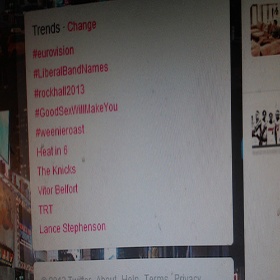 Trends · Change
#eurovision
#LiberalBandNames
#rockhall2013
#GoodSexWillMakeYou
#weenieroast
Heat in 6
The Knicks
Vitor Belfort
TRT
Lance Stephenson
© 2013 Twitter About Help Terms Privacy